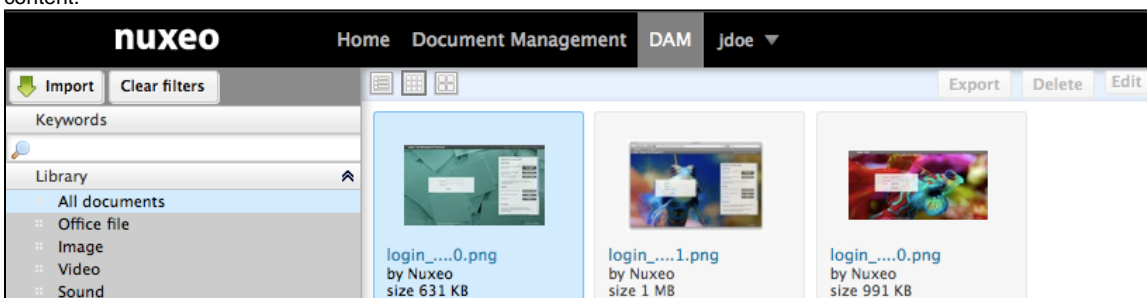 content.
nuxeo Home Document Management DAM jdoe
Import Clear filters Export Delete Edit
Keywords
Library
All documents
Office file
Image
Video
Sound
login_....0.png
by Nuxeo
size 631 KB
login_....1.png
by Nuxeo
size 1 MB
login_....0.png
by Nuxeo
size 991 KB